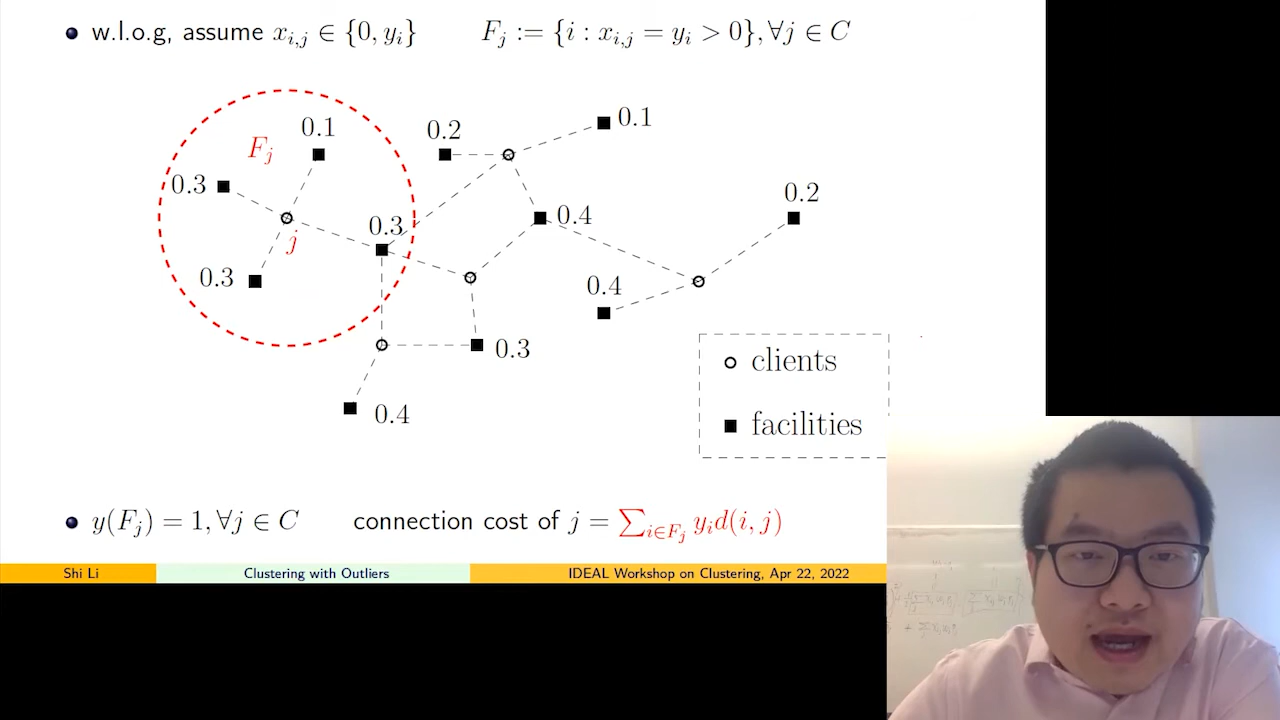 w.l.o.g, assume x_{i,j} ∈ {0, y_i} F_j := {i : x_{i,j} = y_i > 0}, ∀j ∈ C
0.1
0.1
0.2
F_j
0.3
0.2
0.3
0.4
j
0.3
0.4
0.3
clients
0.4
facilities
y(F_j) = 1, ∀j ∈ C connection cost of j = ∑_{i∈F_j} y_i d(i, j)
Shi Li Clustering with Outliers IDEAL Workshop on Clustering, Apr 22, 2022